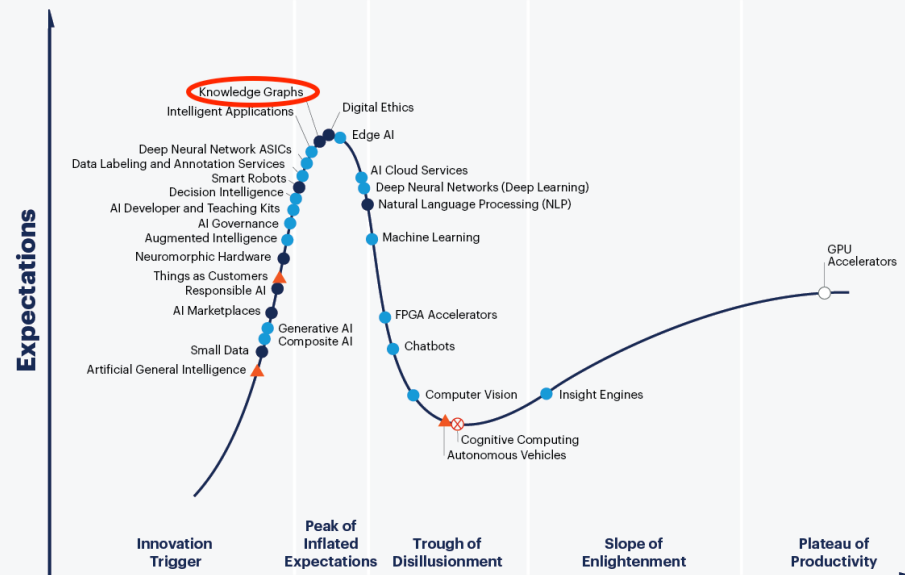 Knowledge Graphs
Intelligent Applications
Digital Ethics
Edge AI
Deep Neural Network ASICs
Data Labeling and Annotation Services
Smart Robots
Decision Intelligence
AI Developer and Teaching Kits
AI Governance
Augmented Intelligence
Neuromorphic Hardware
Things as Customers
Responsible AI
AI Marketplaces
Generative AI
Composite AI
Small Data
Artificial General Intelligence
AI Cloud Services
Deep Neural Networks (Deep Learning)
Natural Language Processing (NLP)
Machine Learning
FPGA Accelerators
Chatbots
Computer Vision
Cognitive Computing
Autonomous Vehicles
Insight Engines
GPU
Accelerators
Expectations
Innovation
Trigger
Peak of
Inflated
Expectations
Trough of
Disillusionment
Slope of
Enlightenment
Plateau of
Productivity